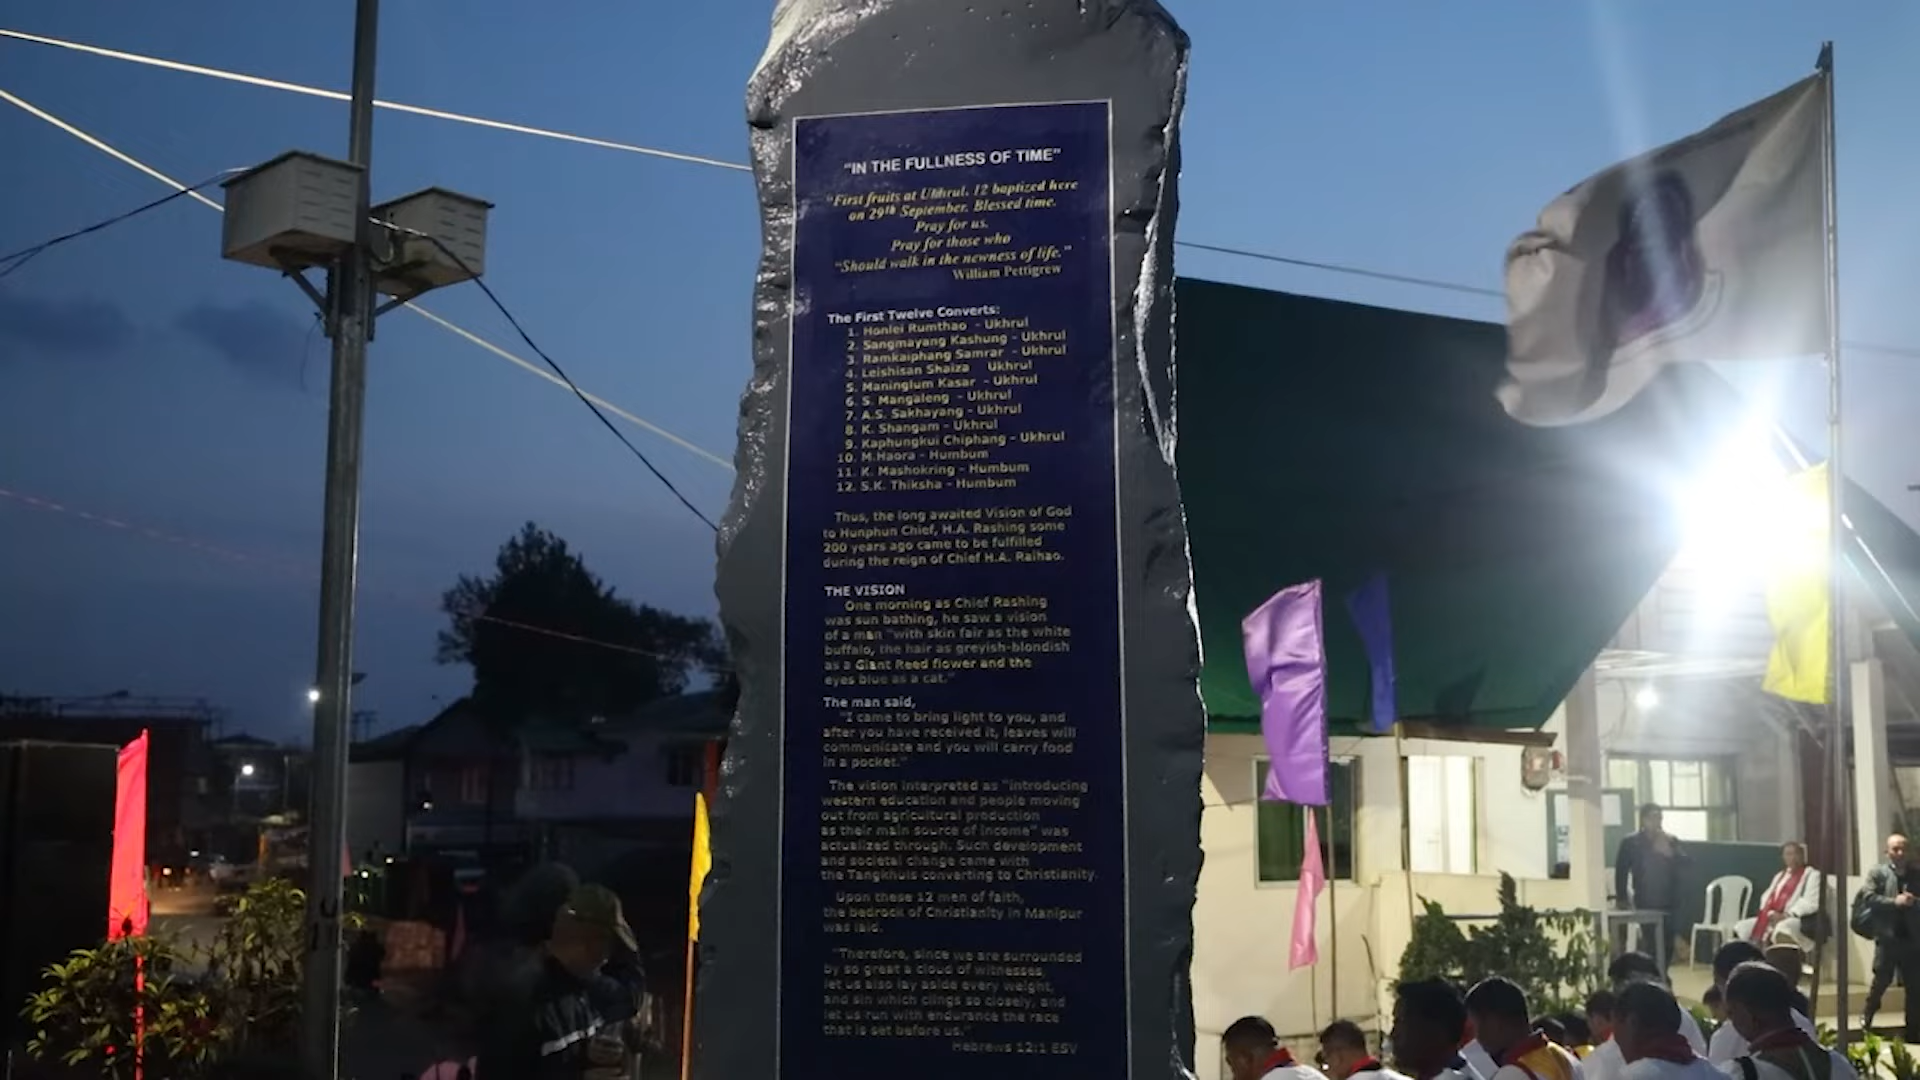 "IN THE FULLNESS OF TIME"
"First fruits at Ukhrul. 12 baptized here
on 29th September. Blessed time.
Pray for us.
Pray for those who
"Should walk in the newness of life."
William Pettigrew
The First Twelve Converts:
1. Honlei Rumthao - Ukhrul
2. Sangmayang Kashung - Ukhrul
3. Ramkaiphang Samrar - Ukhrul
4. Leishisan Shaiza Ukhrul
5. Maninglum Kasar - Ukhrul
6. S. Mangaleng - Ukhrul
7. A.S. Sakhayang - Ukhrul
8. K. Shangam - Ukhrul
9. Kaphungkui Chiphang - Ukhrul
10. M.Haora - Humbum
11. K. Mashokring - Humbum
12. S.K. Thiksha - Humbum
Thus, the long awaited Vision of God
to Hunphun Chief, H.A. Rashing some
200 years ago came to be fulfilled
during the reign of Chief H.A. Raihao.
THE VISION
One morning as Chief Rashing
was sun bathing, he saw a vision
of a man "with skin fair as the white
buffalo, the hair as greyish-blondish
as a Giant Reed flower and the
eyes blue as a cat."
The man said,
"I came to bring light to you, and
after you have received it, leaves will
communicate and you will carry food
in a pocket."
The vision interpreted as "introducing
western education and people moving
out from agricultural production
as their main source of income" was
actualized through. Such development
and societal change came with
the Tangkhuls converting to Christianity.
Upon these 12 men of faith,
the bedrock of Christianity in Manipur
was laid.
"Therefore, since we are surrounded
by so great a cloud of witnesses,
let us also lay aside every weight,
and sin which clings so closely, and
let us run with endurance the race
that is set before us."
Hebrews 12:1 ESV